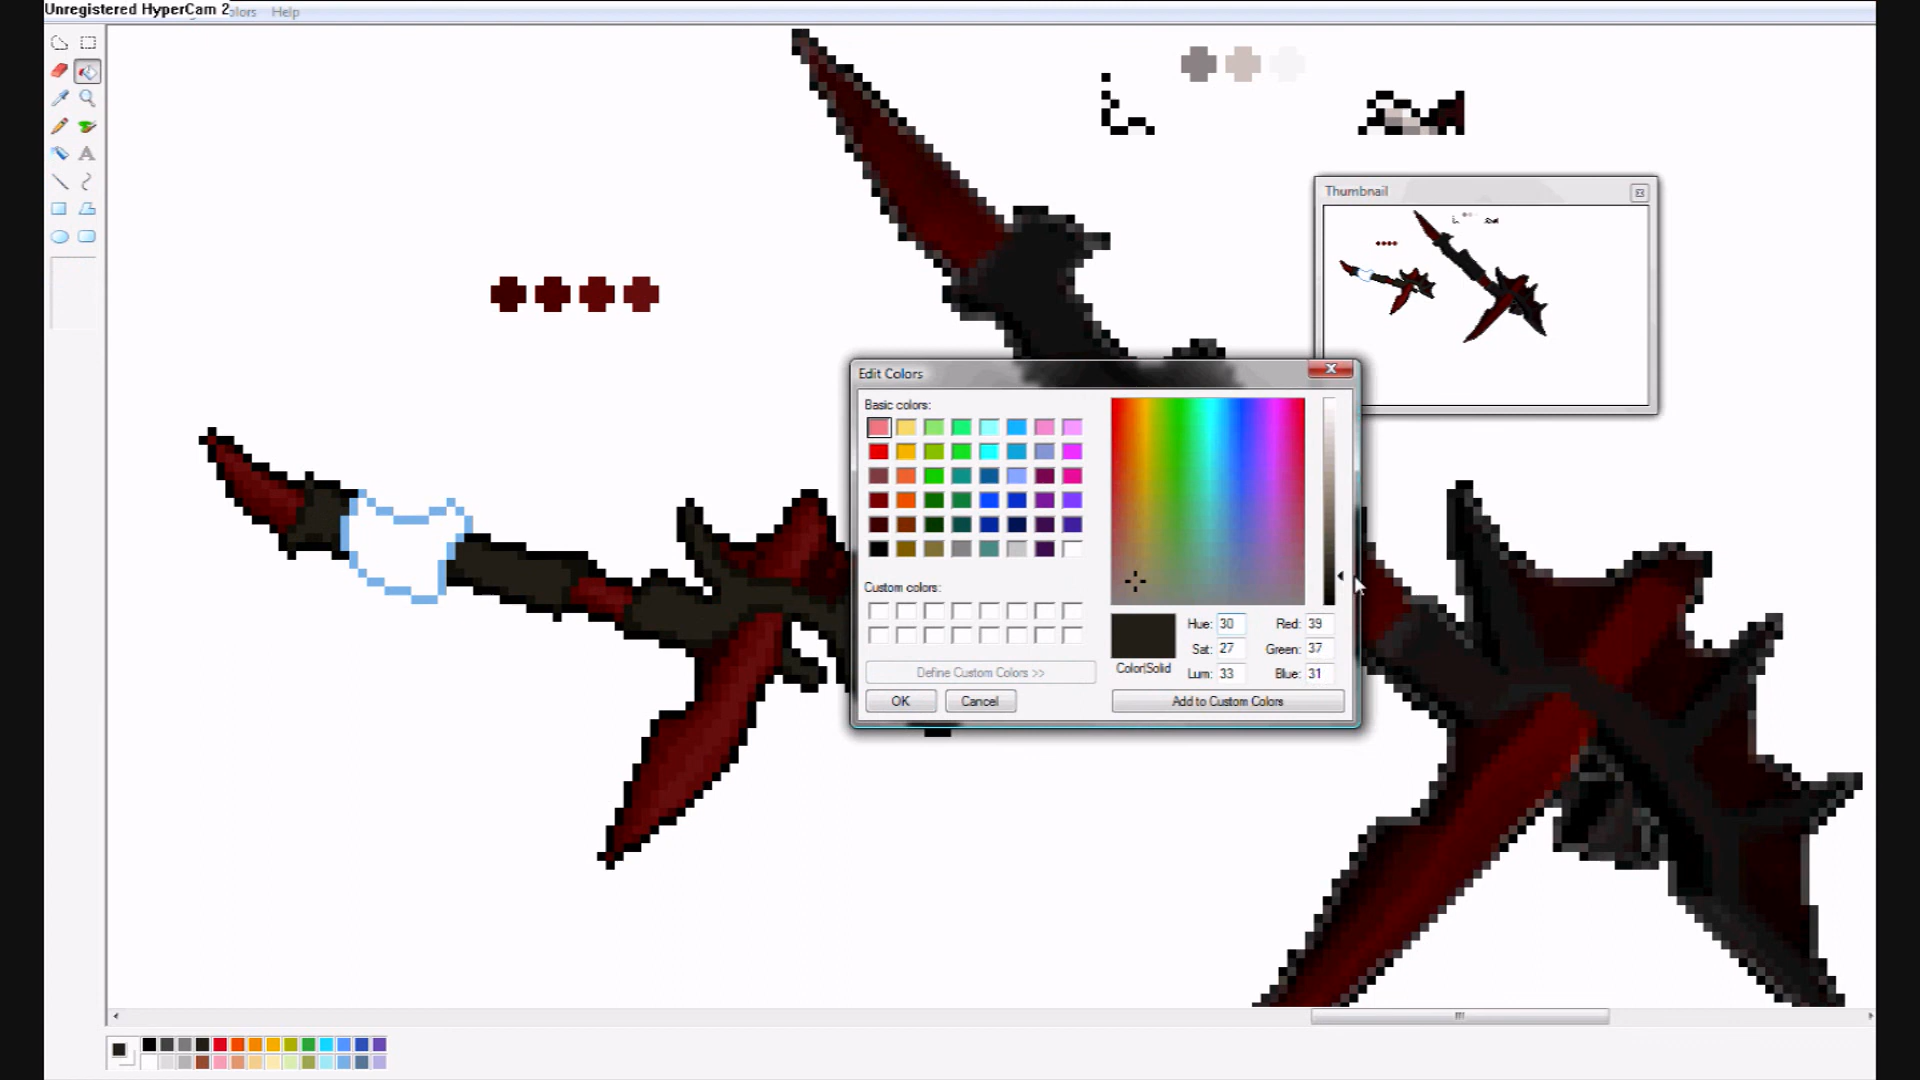 Unregistered HyperCam 2
olors Help
Thumbnail
Edit Colors
Basic colors:
Custom colors:
Define Custom Colors >>
OK Cancel
Hue: 30 Red: 39
Sat: 27 Green: 37
Color|Solid
Lum: 33 Blue: 31
Add to Custom Colors
A